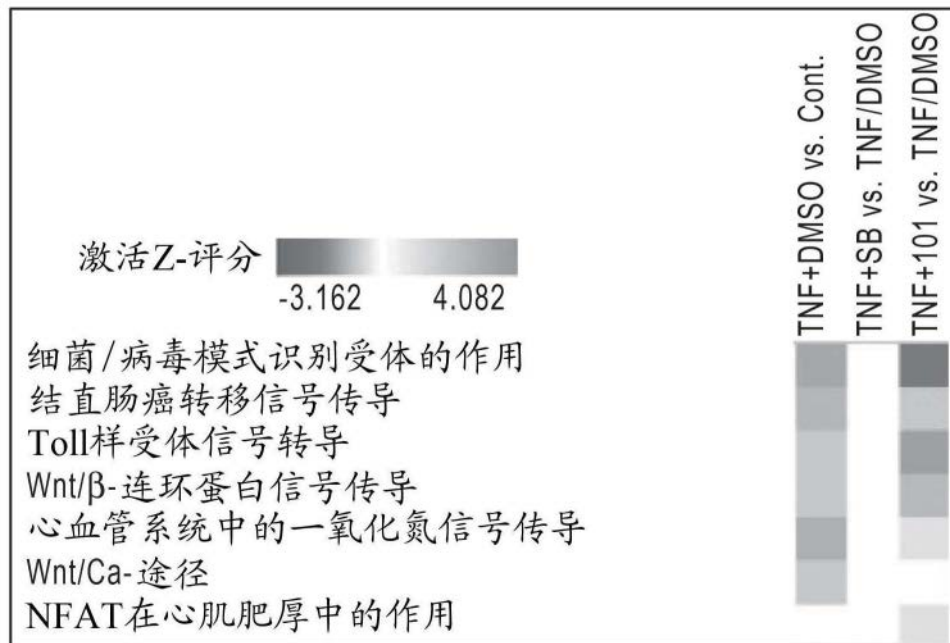 TNF+DMSO vs. Cont.
TNF+SB vs. TNF/DMSO
TNF+101 vs. TNF/DMSO
激活Z-评分
-3.162 4.082
细菌/病毒模式识别受体的作用
结直肠癌转移信号传导
Toll样受体信号转导
Wnt/β-连环蛋白信号传导
心血管系统中的一氧化氮信号传导
Wnt/Ca-途径
NFAT在心肌肥厚中的作用